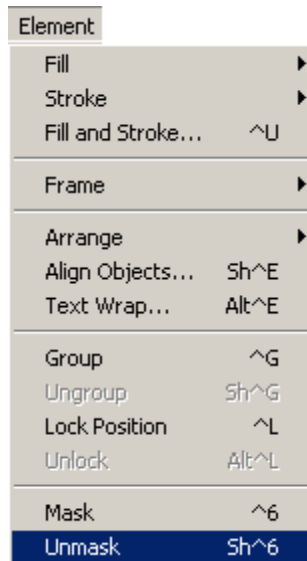 Element
Fill
Stroke
Fill and Stroke... ^U
Frame
Arrange
Align Objects... Sh^E
Text Wrap... Alt^E
Group ^G
Ungroup Sh^G
Lock Position ^L
Unlock Alt^L
Mask ^6
Unmask Sh^6